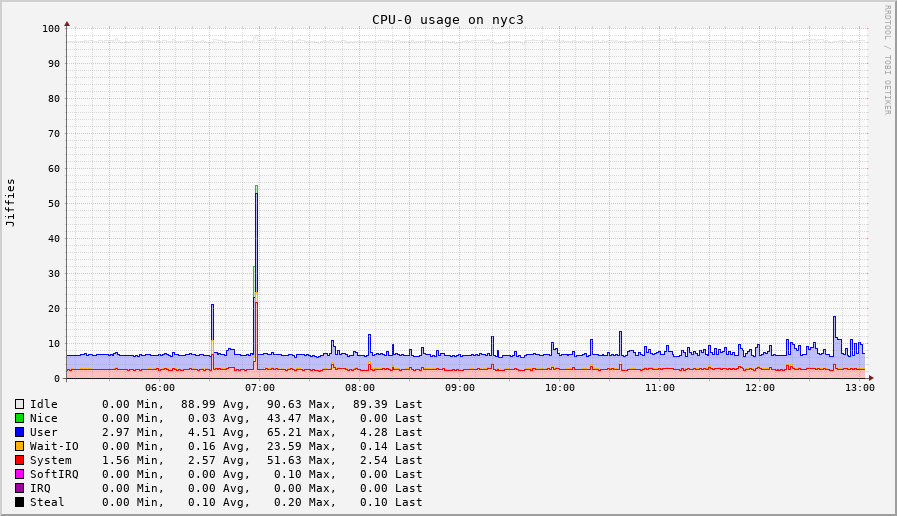 CPU-0 usage on nyc3
RRDTOOL / TOBI OETIKER
Jiffies
100
90
80
70
60
50
40
30
20
10
0
06:00 07:00 08:00 09:00 10:00 11:00 12:00 13:00
Idle 0.00 Min, 88.99 Avg, 90.63 Max, 89.39 Last
Nice 0.00 Min, 0.03 Avg, 43.47 Max, 0.00 Last
User 2.97 Min, 4.51 Avg, 65.21 Max, 4.28 Last
Wait-IO 0.00 Min, 0.16 Avg, 23.59 Max, 0.14 Last
System 1.56 Min, 2.57 Avg, 51.63 Max, 2.54 Last
SoftIRQ 0.00 Min, 0.00 Avg, 0.10 Max, 0.00 Last
IRQ 0.00 Min, 0.00 Avg, 0.00 Max, 0.00 Last
Steal 0.00 Min, 0.10 Avg, 0.20 Max, 0.10 Last